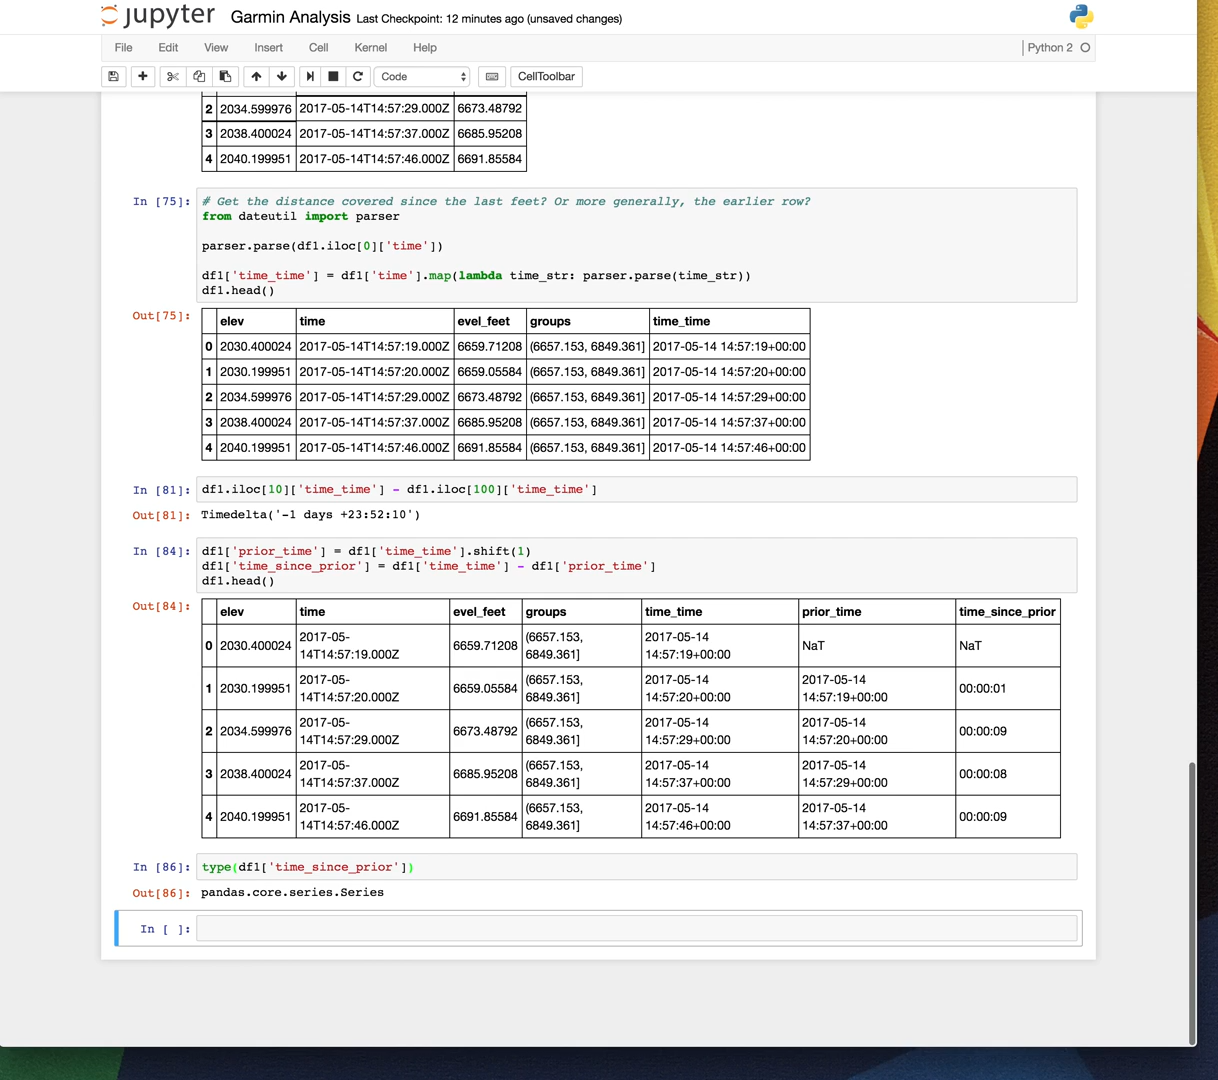 jupyter Garmin Analysis Last Checkpoint: 12 minutes ago (unsaved changes)
File Edit View Insert Cell Kernel Help Python 2
Code CellToolbar
2 2034.599976 2017-05-14T14:57:29.000Z 6673.48792
3 2038.400024 2017-05-14T14:57:37.000Z 6685.95208
4 2040.199951 2017-05-14T14:57:46.000Z 6691.85584
In [75]: # Get the distance covered since the last feet? Or more generally, the earlier row?
from dateutil import parser
parser.parse(df1.iloc[0]['time'])
df1['time_time'] = df1['time'].map(lambda time_str: parser.parse(time_str))
df1.head()
Out[75]:
elev time evel_feet groups time_time
0 2030.400024 2017-05-14T14:57:19.000Z 6659.71208 (6657.153, 6849.361] 2017-05-14 14:57:19+00:00
1 2030.199951 2017-05-14T14:57:20.000Z 6659.05584 (6657.153, 6849.361] 2017-05-14 14:57:20+00:00
2 2034.599976 2017-05-14T14:57:29.000Z 6673.48792 (6657.153, 6849.361] 2017-05-14 14:57:29+00:00
3 2038.400024 2017-05-14T14:57:37.000Z 6685.95208 (6657.153, 6849.361] 2017-05-14 14:57:37+00:00
4 2040.199951 2017-05-14T14:57:46.000Z 6691.85584 (6657.153, 6849.361] 2017-05-14 14:57:46+00:00
In [81]: df1.iloc[10]['time_time'] - df1.iloc[100]['time_time']
Out[81]: Timedelta('-1 days +23:52:10')
In [84]: df1['prior_time'] = df1['time_time'].shift(1)
df1['time_since_prior'] = df1['time_time'] - df1['prior_time']
df1.head()
Out[84]:
elev time evel_feet groups time_time prior_time time_since_prior
0 2030.400024 2017-05-14T14:57:19.000Z 6659.71208 (6657.153, 6849.361] 2017-05-14 14:57:19+00:00 NaT NaT
1 2030.199951 2017-05-14T14:57:20.000Z 6659.05584 (6657.153, 6849.361] 2017-05-14 14:57:20+00:00 2017-05-14 14:57:19+00:00 00:00:01
2 2034.599976 2017-05-14T14:57:29.000Z 6673.48792 (6657.153, 6849.361] 2017-05-14 14:57:29+00:00 2017-05-14 14:57:20+00:00 00:00:09
3 2038.400024 2017-05-14T14:57:37.000Z 6685.95208 (6657.153, 6849.361] 2017-05-14 14:57:37+00:00 2017-05-14 14:57:29+00:00 00:00:08
4 2040.199951 2017-05-14T14:57:46.000Z 6691.85584 (6657.153, 6849.361] 2017-05-14 14:57:46+00:00 2017-05-14 14:57:37+00:00 00:00:09
In [86]: type(df1['time_since_prior'])
Out[86]: pandas.core.series.Series
In [ ]: